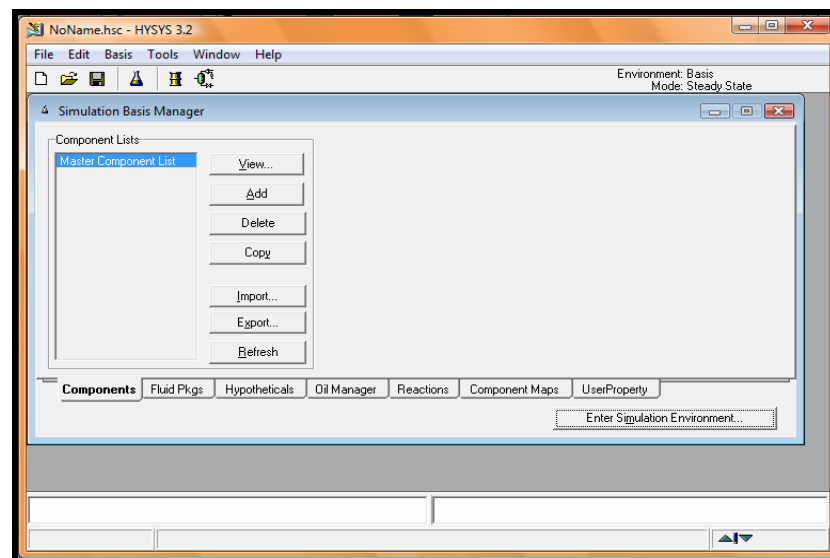 NoName.hsc - HYSYS 3.2
File Edit Basis Tools Window Help
Environment: Basis
Mode: Steady State
Simulation Basis Manager
Component Lists
Master Component List
View...
Add
Delete
Copy
Import...
Export...
Refresh
Components Fluid Pkgs Hypotheticals Oil Manager Reactions Component Maps UserProperty
Enter Simulation Environment...